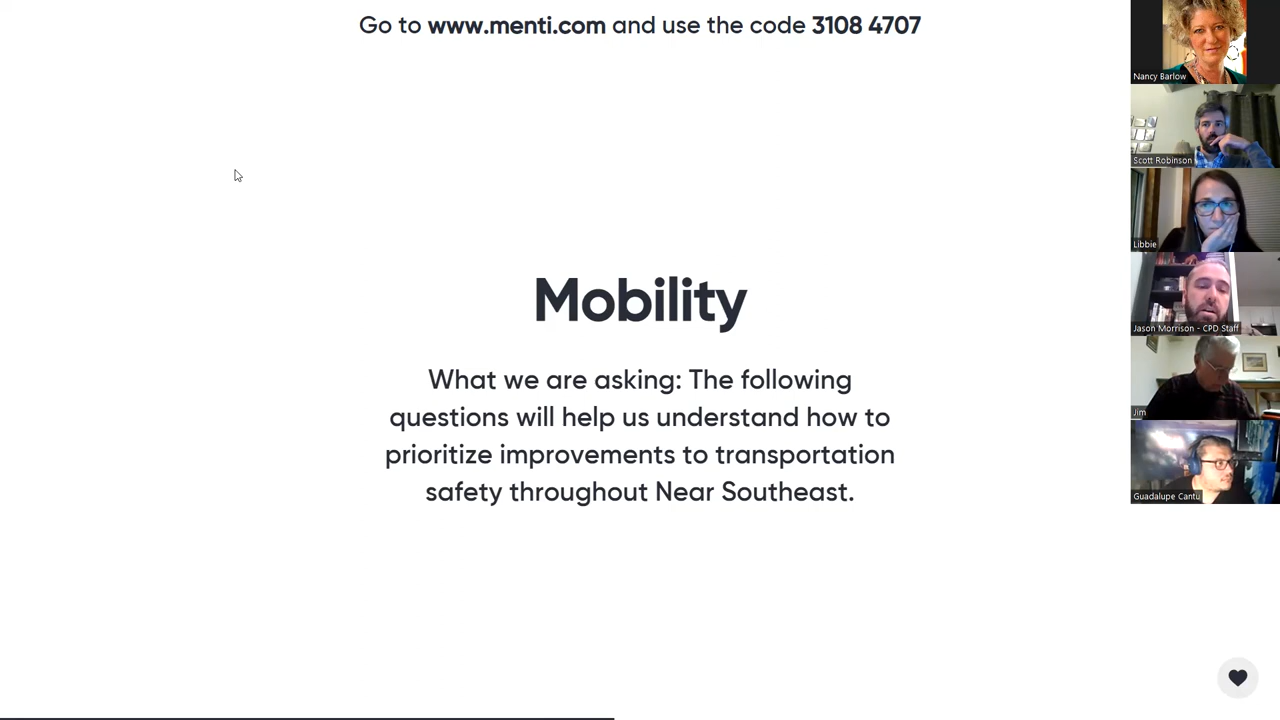 Go to www.menti.com and use the code 3108 4707
Mobility
What we are asking: The following
questions will help us understand how to
prioritize improvements to transportation
safety throughout Near Southeast.
Nancy Barlow
Scott Robinson
Libbie
Jason Morrison - CPD Staff
Jim
Guadalupe Cantu